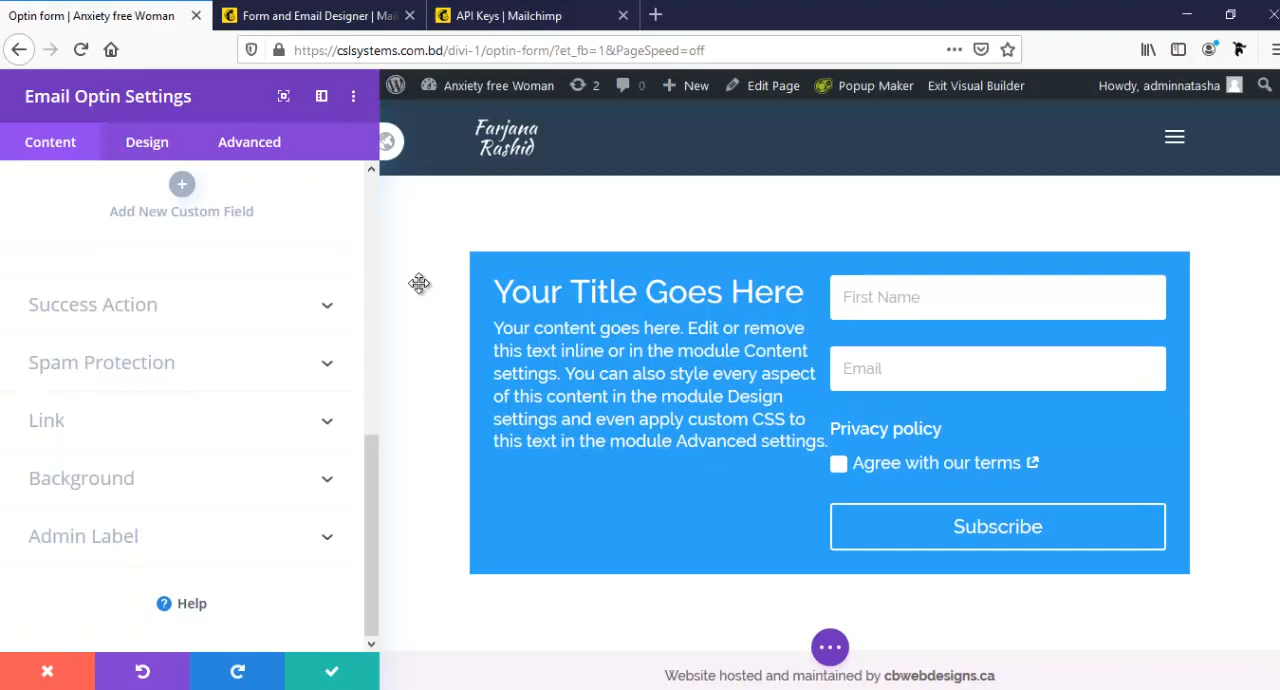 Optin form | Anxiety free Woman
Form and Email Designer | Mail
API Keys | Mailchimp
https://cslsystems.com.bd/divi-1/optin-form/?et_fb=1&PageSpeed=off
Email Optin Settings
Anxiety free Woman 2 0 New Edit Page Popup Maker Exit Visual Builder Howdy, adminnatasha
Content Design Advanced
Farjana
Rashid
Add New Custom Field
Success Action
Spam Protection
Link
Background
Admin Label
? Help
Your Title Goes Here
Your content goes here. Edit or remove
this text inline or in the module Content
settings. You can also style every aspect
of this content in the module Design
settings and even apply custom CSS to
this text in the module Advanced settings.
First Name
Email
Privacy policy
Agree with our terms
Subscribe
Website hosted and maintained by cbwebdesigns.ca